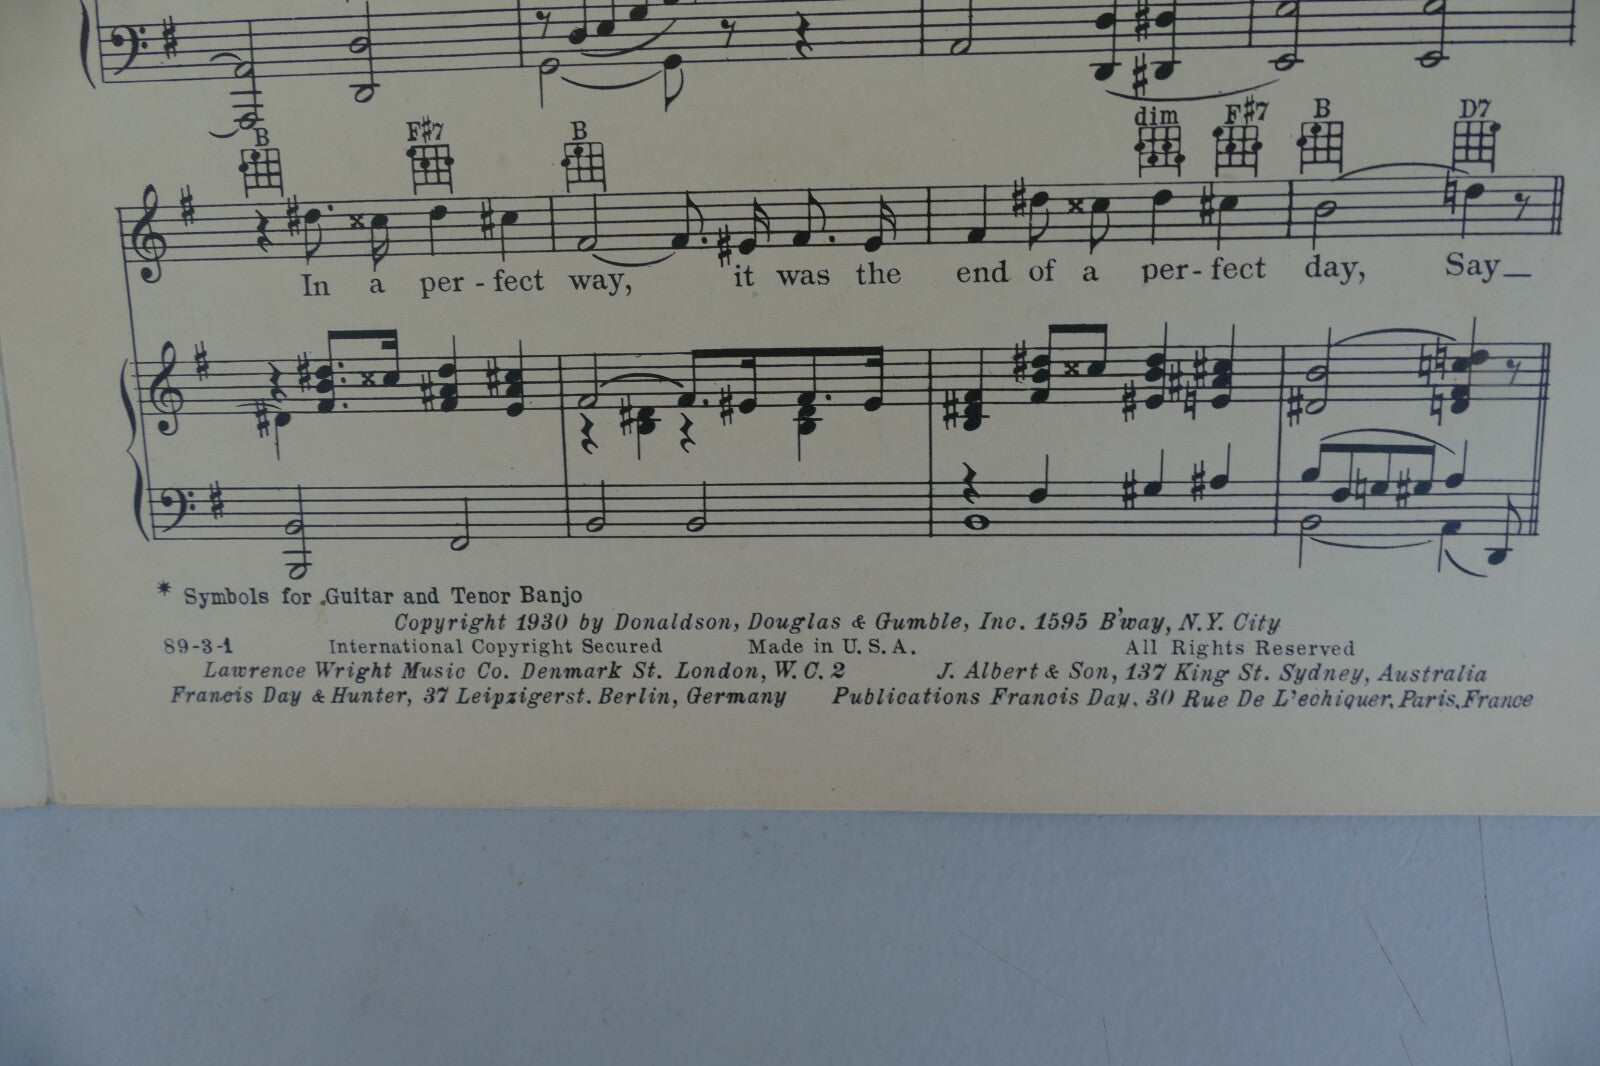 B F#7 B dim F#7 B D7
In a per-fect way, it was the end of a per-fect day, Say_
* Symbols for Guitar and Tenor Banjo
Copyright 1930 by Donaldson, Douglas & Gumble, Inc. 1595 B'way, N.Y. City
89-3-1 International Copyright Secured Made in U.S.A. All Rights Reserved
Lawrence Wright Music Co. Denmark St. London, W.C.2 J. Albert & Son, 137 King St. Sydney, Australia
Francis Day & Hunter, 37 Leipzigerst. Berlin, Germany Publications Francis Day. 30 Rue De L'echiquer, Paris, France